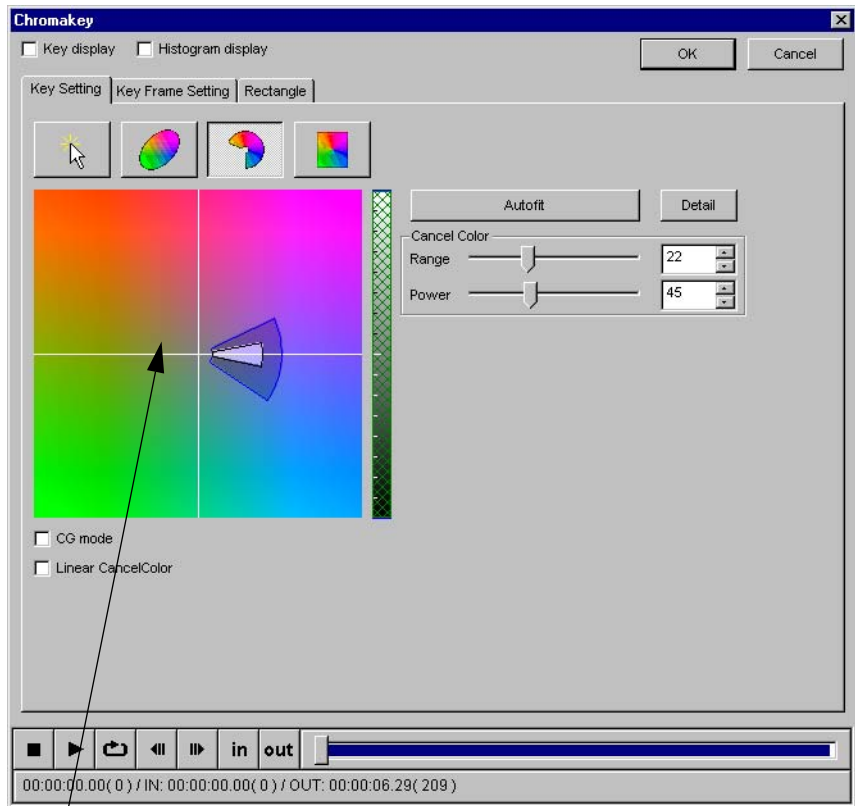 Chromakey
Key display Histogram display OK Cancel
Key Setting Key Frame Setting Rectangle
Autofit Detail
Cancel Color
Range 22
Power 45
CG mode
Linear CancelColor
in out
00:00:00.00( 0 ) / IN: 00:00:00.00( 0 ) / OUT: 00:00:06.29( 209 )